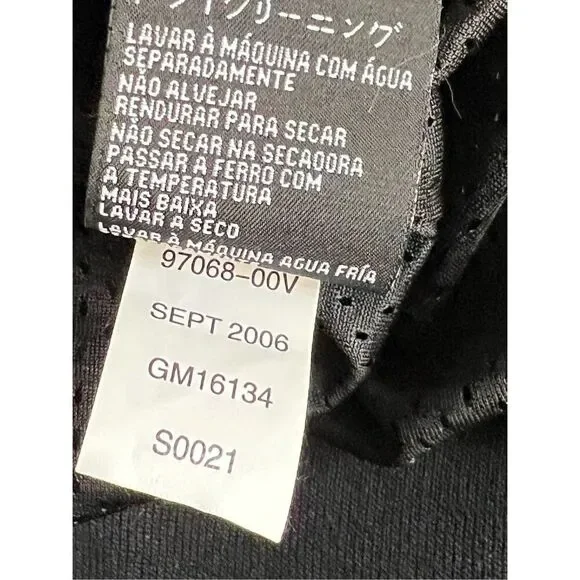 ドライクリーニング
LAVAR À MÁQUINA COM ÁGUA
SEPARADAMENTE
NÃO ALVEJAR
RENDURAR PARA SECAR
NÃO SECAR NA SECADORA
PASSAR A FERRO COM
A TEMPERATURA
MAIS BAIXA
LAVAR A SECO
LAVAR À MÁQUINA AGUA FRÍA
97068-00V
SEPT 2006
GM16134
S0021